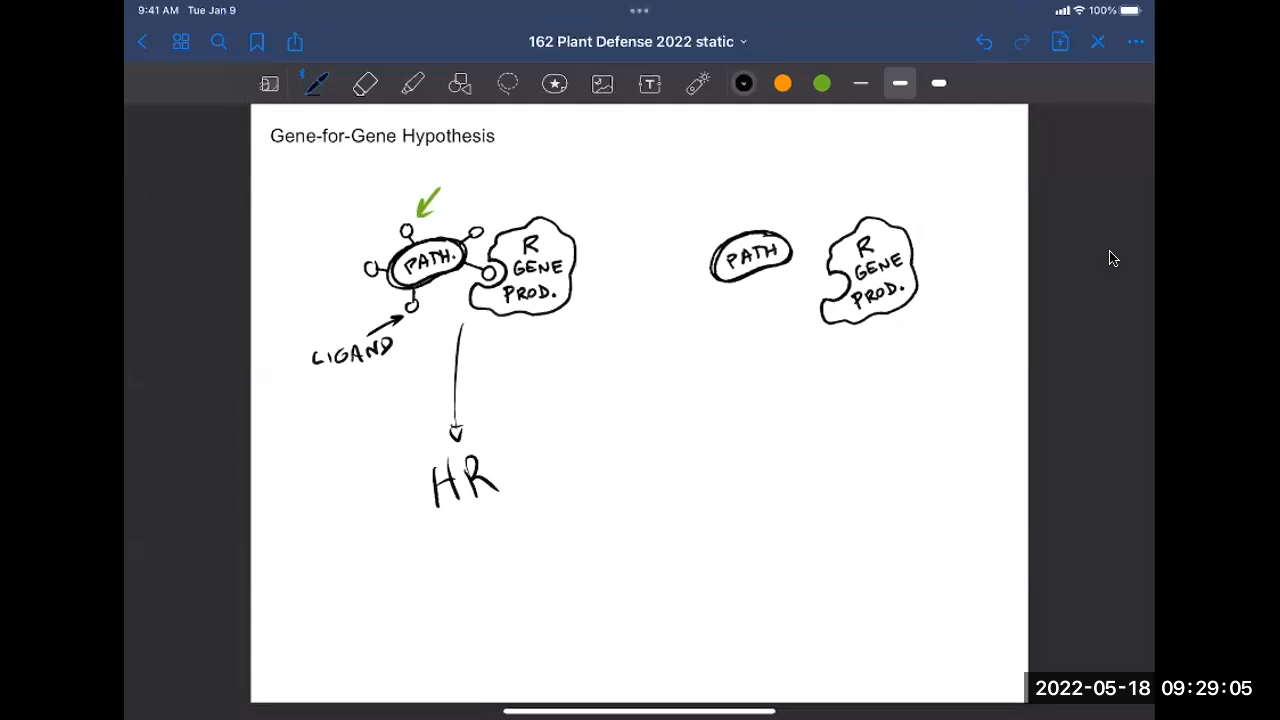 9:41 AM Tue Jan 9
100%
162 Plant Defense 2022 static
Gene-for-Gene Hypothesis
PATH.
R
GENE
PROD.
LIGAND
HR
PATH
R
GENE
PROD.
2022-05-18 09:29:05